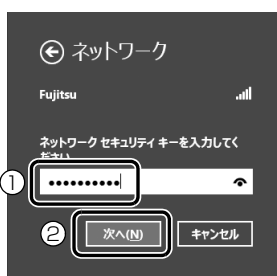 ネットワーク
Fujitsu
ネットワーク セキュリティ キーを入力してく
ださい
① ••••••••••
② 次へ(N) キャンセル